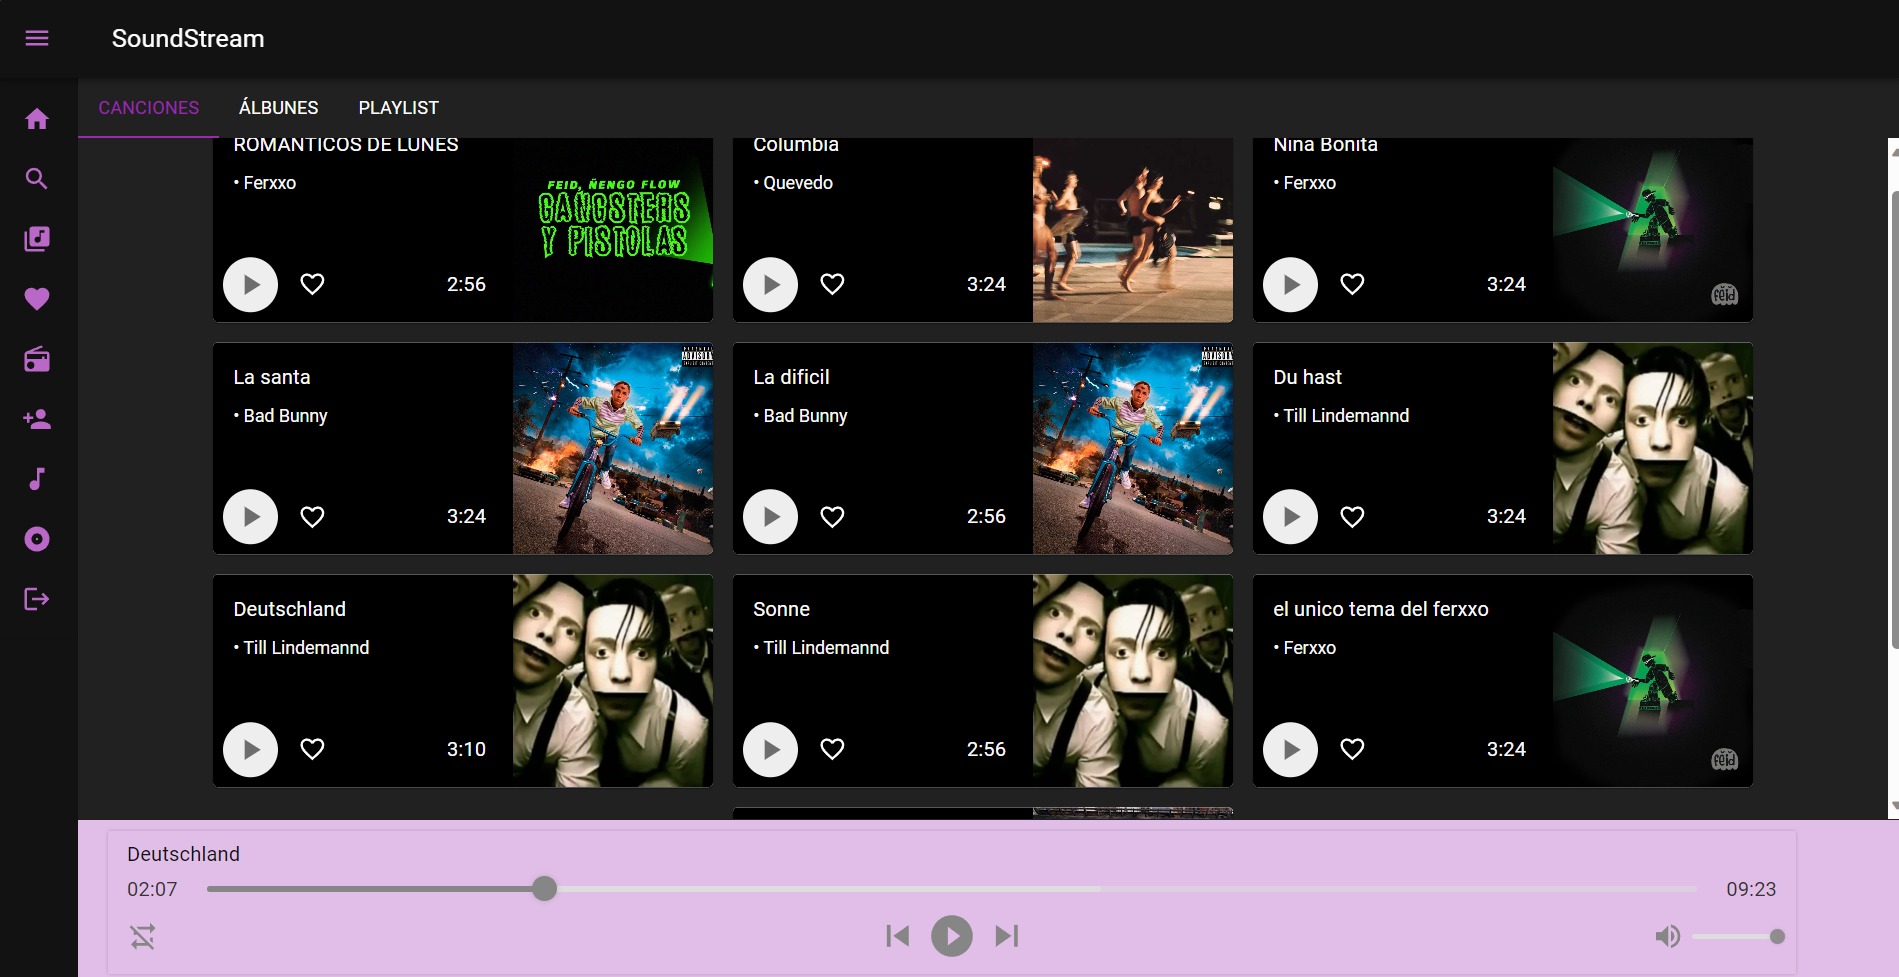 SoundStream
CANCIONES
ÁLBUNES
PLAYLIST
ROMANTICOS DE LUNES
• Ferxxo
2:56
FEID, ÑENGO FLOW
GANGSTERS
Y PISTOLAS
Columbia
• Quevedo
3:24
Nina Bonita
• Ferxxo
3:24
feid
La santa
• Bad Bunny
3:24
La dificil
• Bad Bunny
2:56
Du hast
• Till Lindemannd
3:24
Deutschland
• Till Lindemannd
3:10
Sonne
• Till Lindemannd
2:56
el unico tema del ferxxo
• Ferxxo
3:24
feid
Deutschland
02:07
09:23